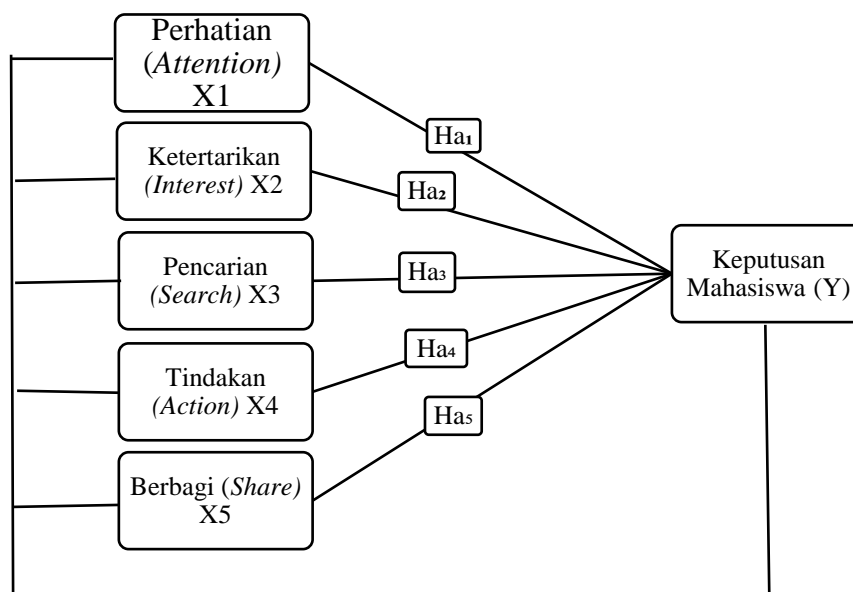 Perhatian
(Attention)
X1
Ha₁
Ketertarikan
(Interest) X2
Ha₂
Pencarian
(Search) X3
Ha₃
Keputusan
Mahasiswa (Y)
Tindakan
(Action) X4
Ha₄
Berbagi (Share)
X5
Ha₅